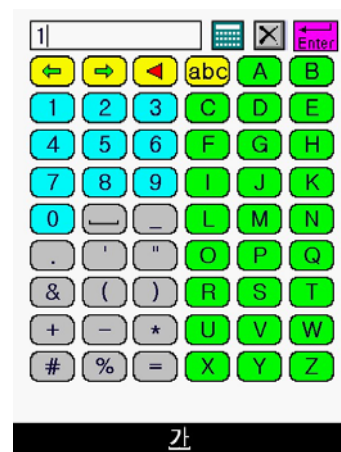 1
Enter
abc A B
1 2 3 C D E
4 5 6 F G H
7 8 9 I J K
0 _ L M N
. ' " O P Q
& ( ) R S T
+ - * U V W
# % = X Y Z
가